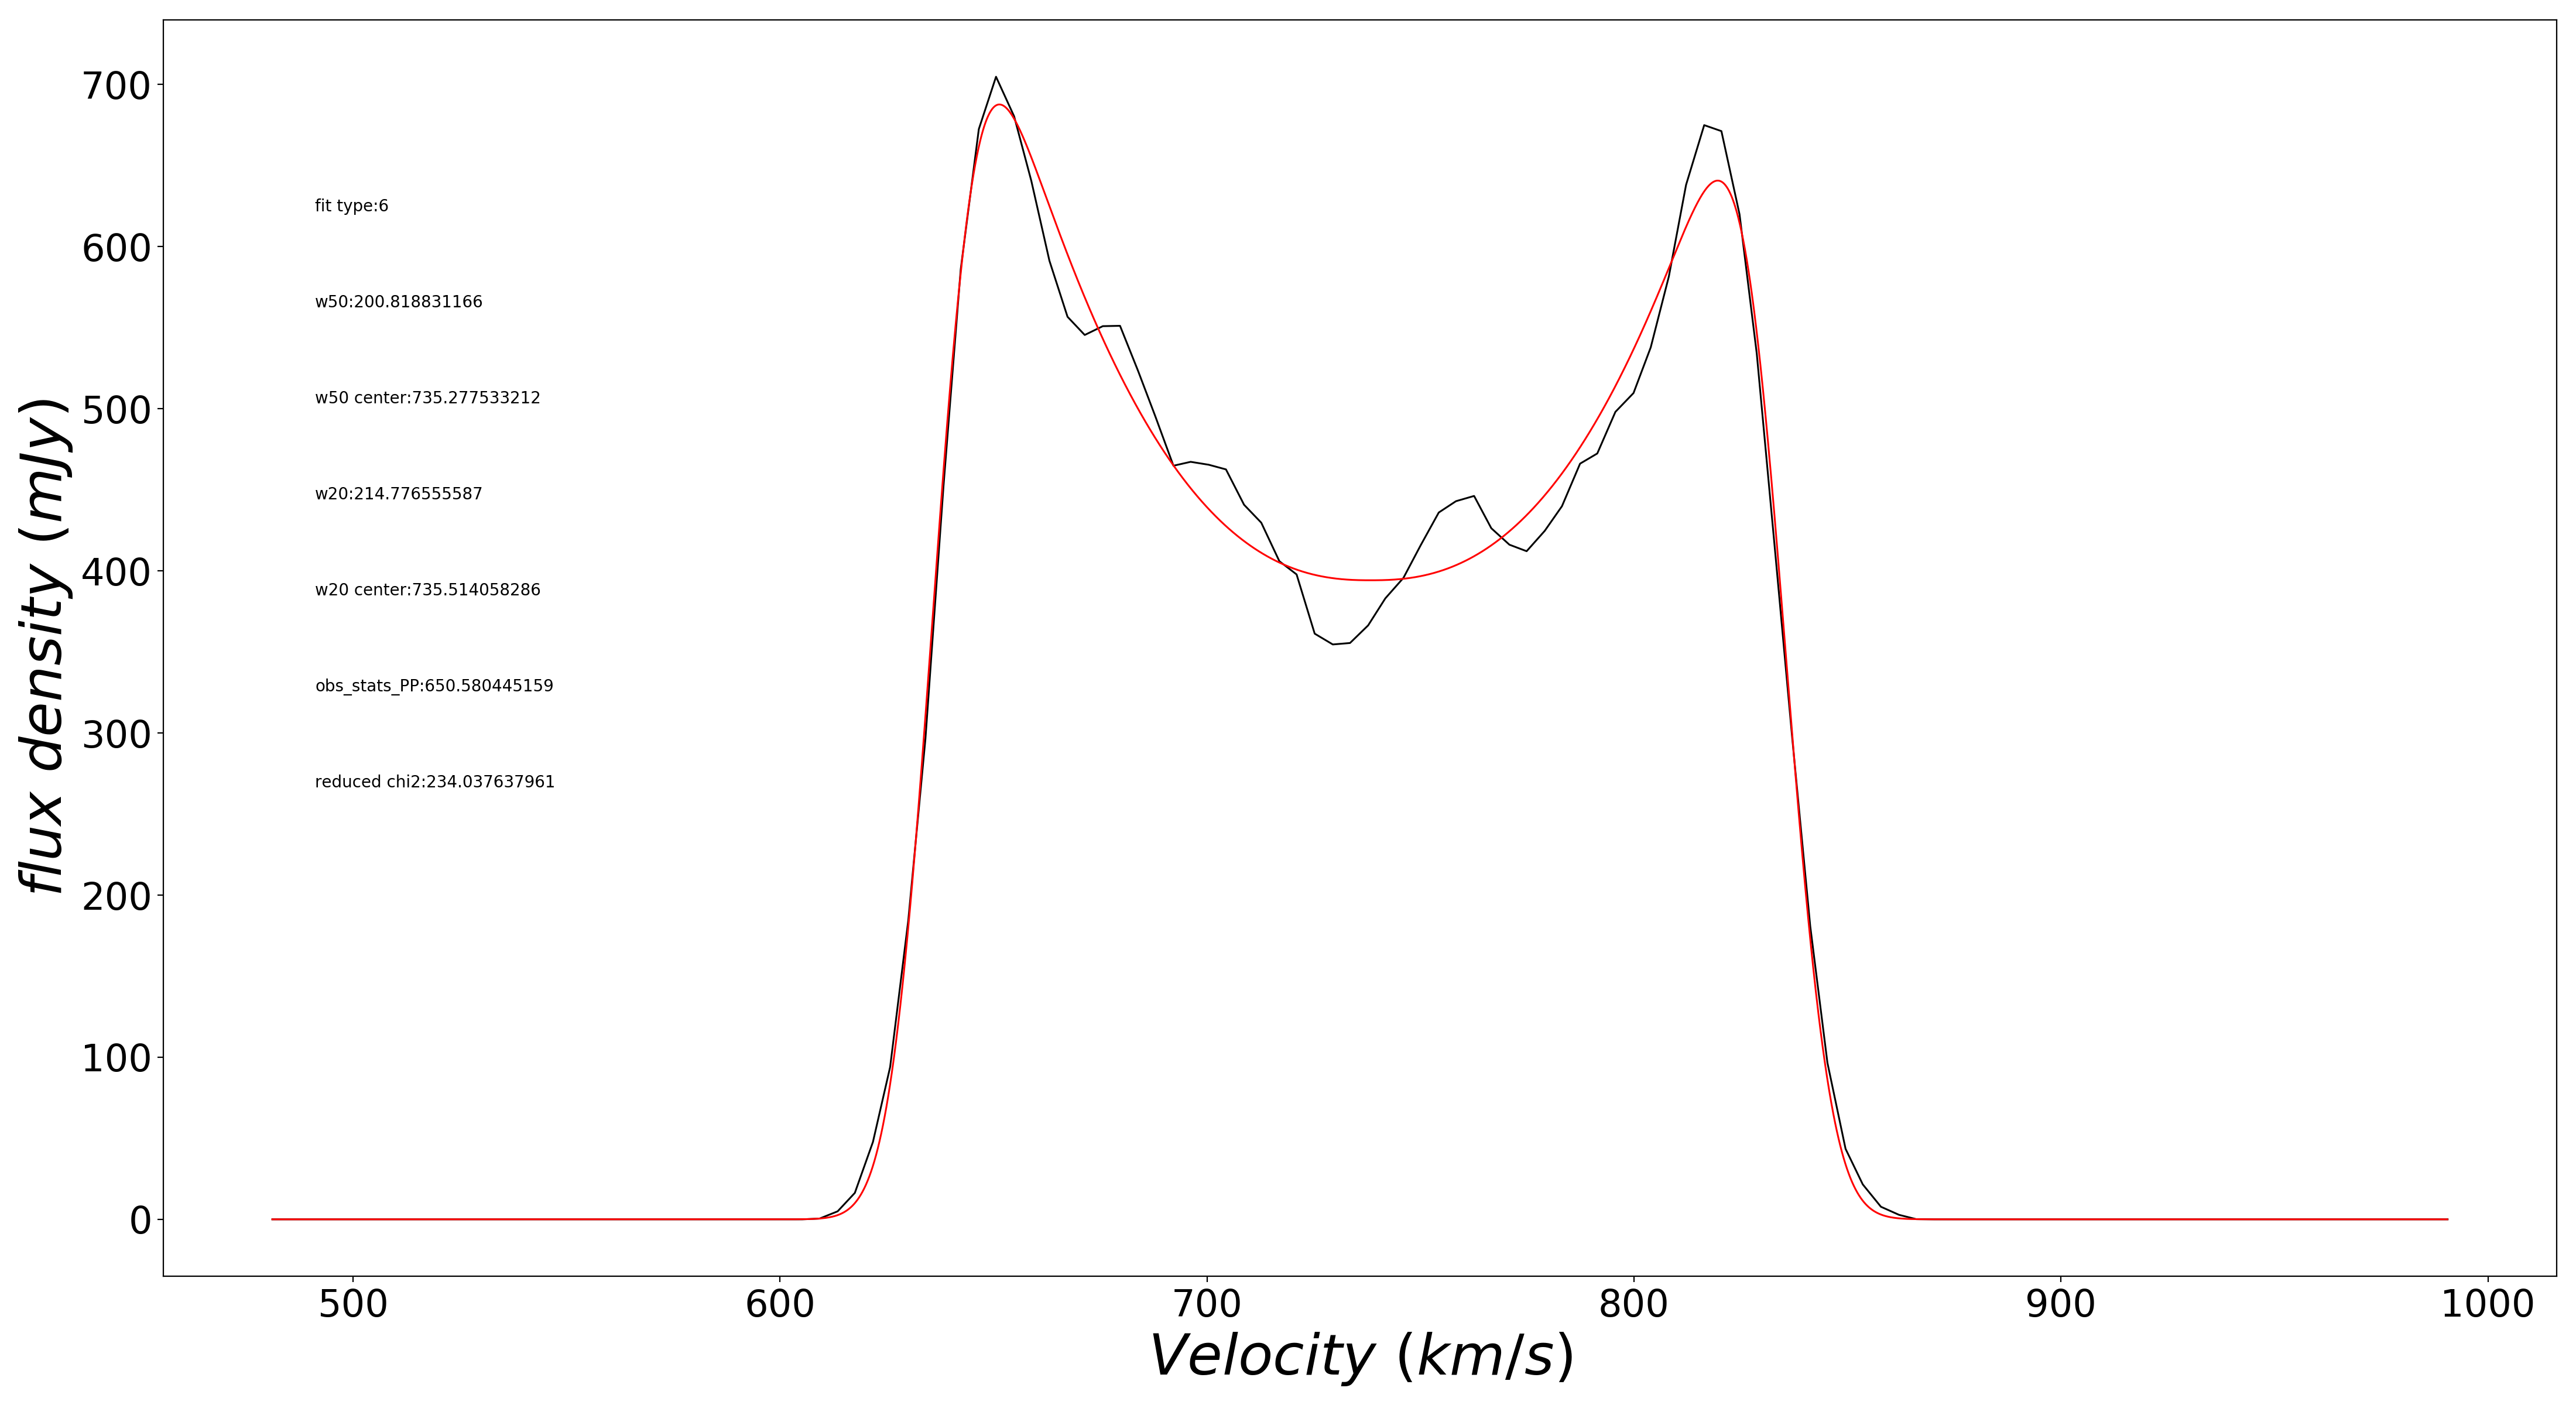 700
600
500
400
300
200
100
0
flux density (mJy)
fit type:6
w50:200.818831166
w50 center:735.277533212
w20:214.776555587
w20 center:735.514058286
obs_stats_PP:650.580445159
reduced chi2:234.037637961
500 600 700 800 900 1000
Velocity (km/s)